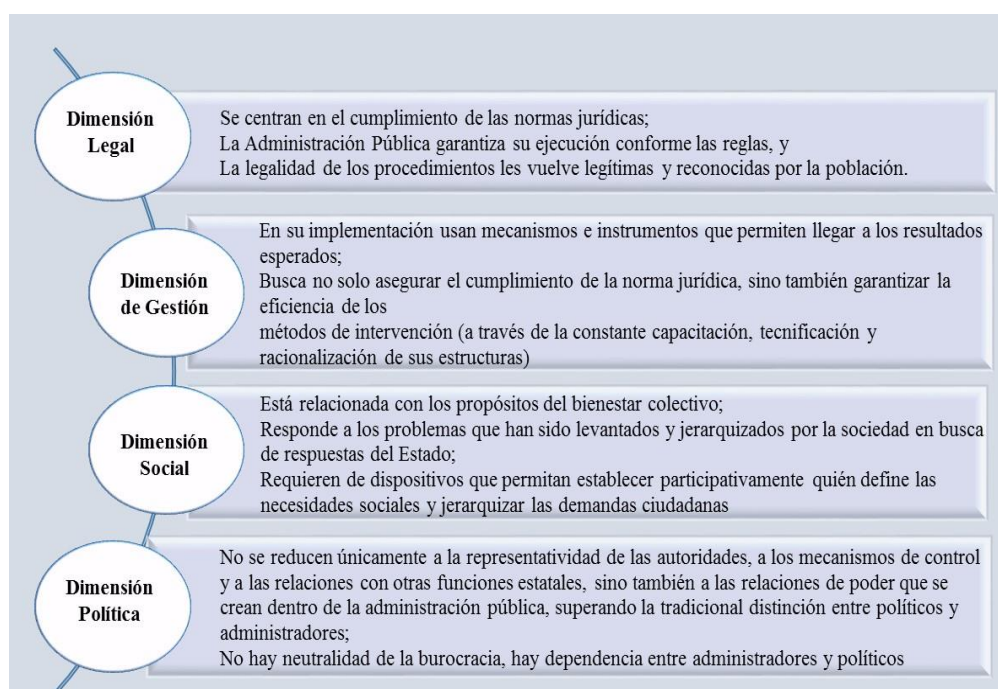 Dimensión
Legal
Se centran en el cumplimiento de las normas jurídicas;
La Administración Pública garantiza su ejecución conforme las reglas, y
La legalidad de los procedimientos les vuelve legítimas y reconocidas por la población.
Dimensión
de Gestión
En su implementación usan mecanismos e instrumentos que permiten llegar a los resultados
esperados;
Busca no solo asegurar el cumplimiento de la norma jurídica, sino también garantizar la
eficiencia de los
métodos de intervención (a través de la constante capacitación, tecnificación y
racionalización de sus estructuras)
Dimensión
Social
Está relacionada con los propósitos del bienestar colectivo;
Responde a los problemas que han sido levantados y jerarquizados por la sociedad en busca
de respuestas del Estado;
Requieren de dispositivos que permitan establecer participativamente quién define las
necesidades sociales y jerarquizar las demandas ciudadanas
Dimensión
Política
No se reducen únicamente a la representatividad de las autoridades, a los mecanismos de control
y a las relaciones con otras funciones estatales, sino también a las relaciones de poder que se
crean dentro de la administración pública, superando la tradicional distinción entre políticos y
administradores;
No hay neutralidad de la burocracia, hay dependencia entre administradores y políticos